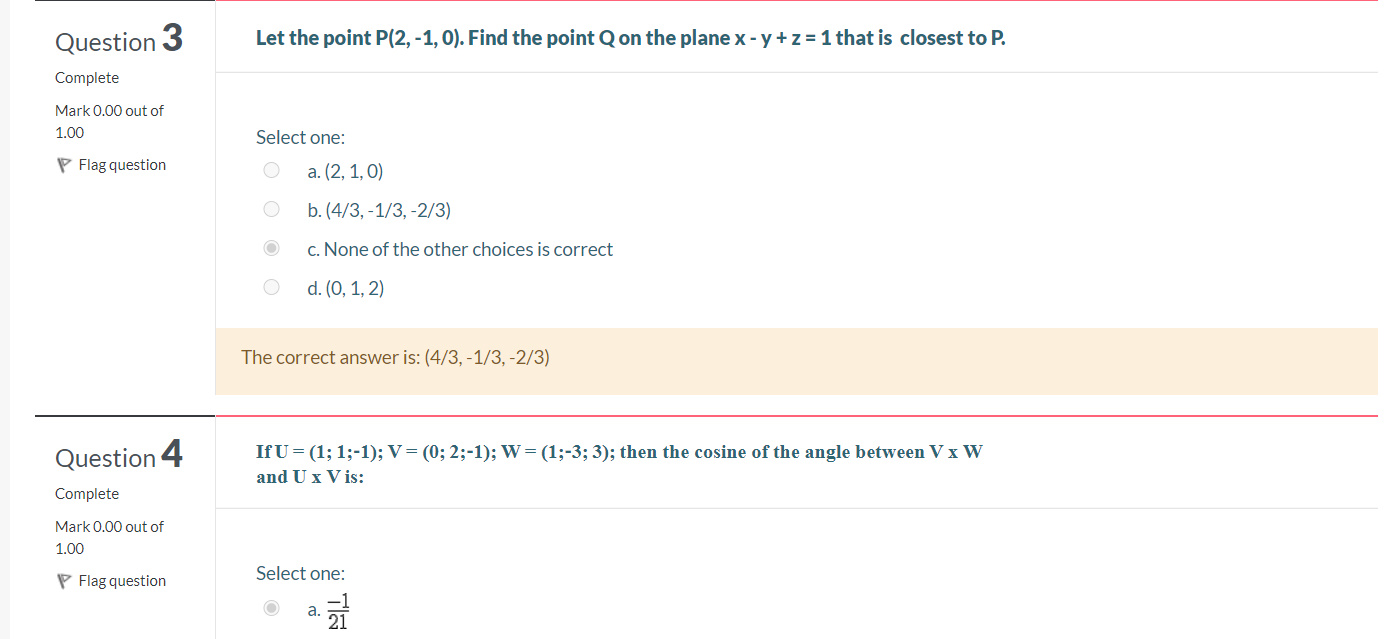 Question 3
Complete
Mark 0.00 out of
1.00
Flag question
Let the point P(2, -1, 0). Find the point Q on the plane x - y + z = 1 that is closest to P.
Select one:
a. (2, 1, 0)
b. (4/3, -1/3, -2/3)
c. None of the other choices is correct
d. (0, 1, 2)
The correct answer is: (4/3, -1/3, -2/3)
Question 4
Complete
Mark 0.00 out of
1.00
Flag question
If U = (1; 1;-1); V = (0; 2;-1); W = (1;-3; 3); then the cosine of the angle between V x W
and U x V is:
Select one:
a. −1/21